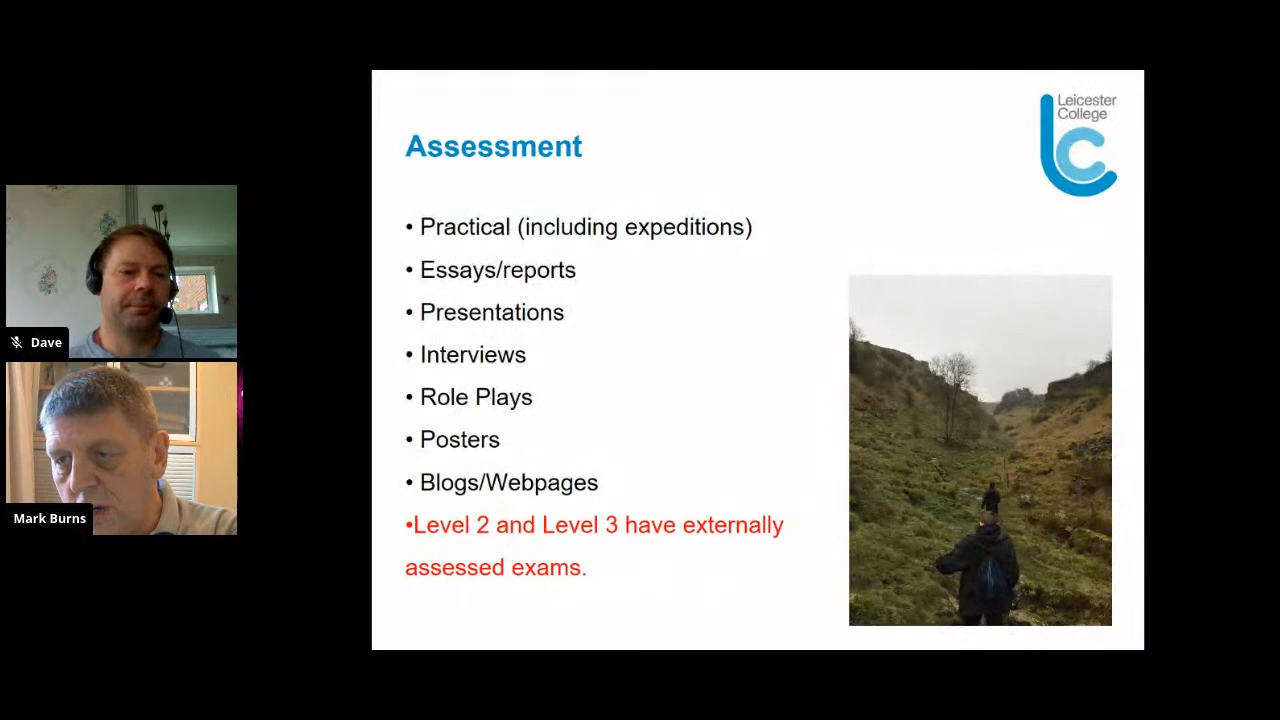 Leicester
College
Assessment
• Practical (including expeditions)
• Essays/reports
• Presentations
• Interviews
• Role Plays
• Posters
• Blogs/Webpages
•Level 2 and Level 3 have externally
assessed exams.
Dave
Mark Burns